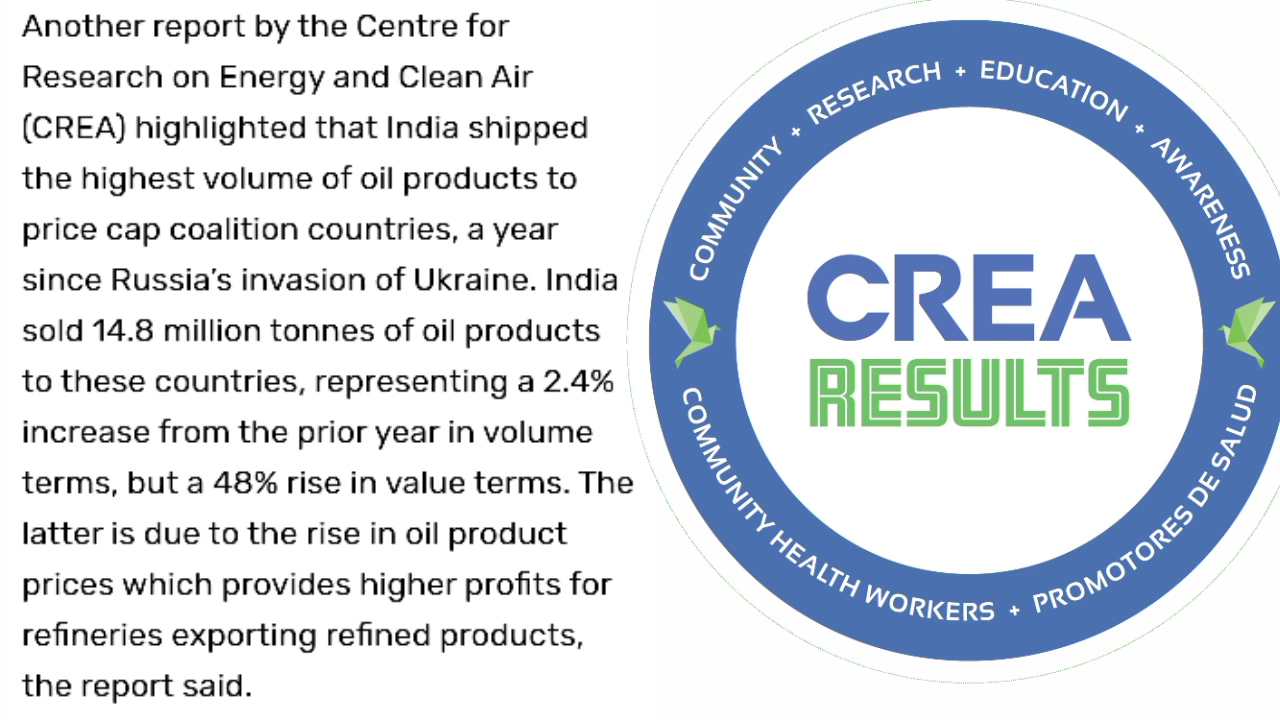 Another report by the Centre for
Research on Energy and Clean Air
(CREA) highlighted that India shipped
the highest volume of oil products to
price cap coalition countries, a year
since Russia’s invasion of Ukraine. India
sold 14.8 million tonnes of oil products
to these countries, representing a 2.4%
increase from the prior year in volume
terms, but a 48% rise in value terms. The
latter is due to the rise in oil product
prices which provides higher profits for
refineries exporting refined products,
the report said.
COMMUNITY + RESEARCH + EDUCATION + AWARENESS
CREA
RESULTS
COMMUNITY HEALTH WORKERS + PROMOTORES DE SALUD